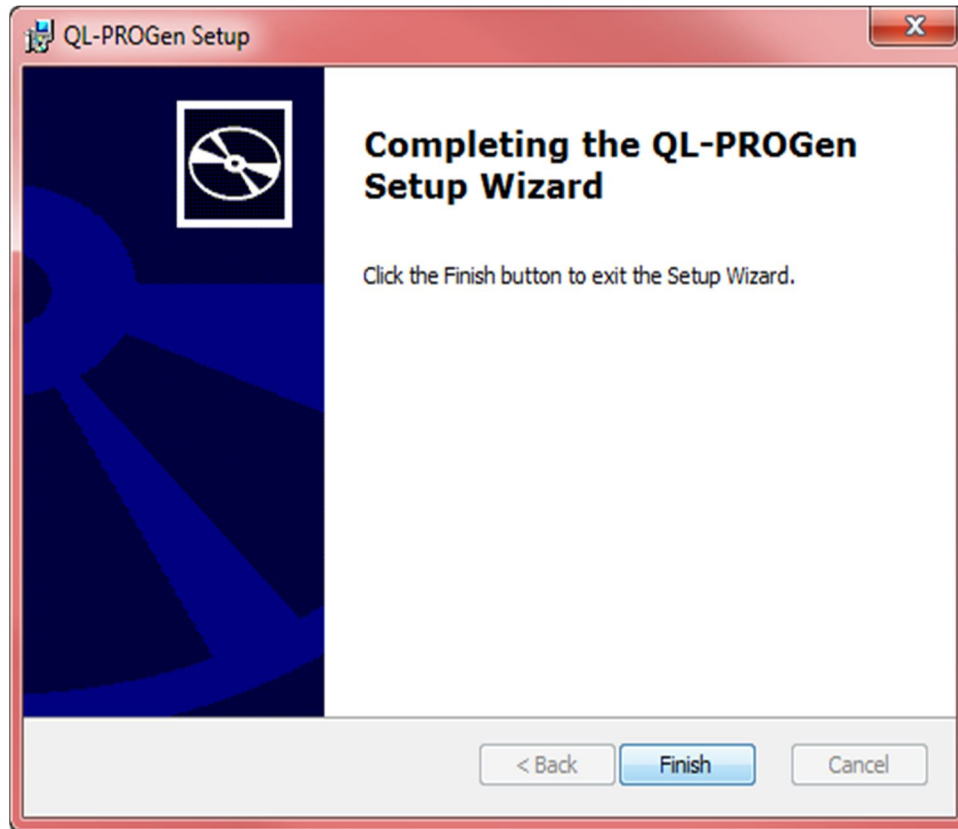 QL-PROGen Setup
Completing the QL-PROGen
Setup Wizard
Click the Finish button to exit the Setup Wizard.
< Back Finish Cancel